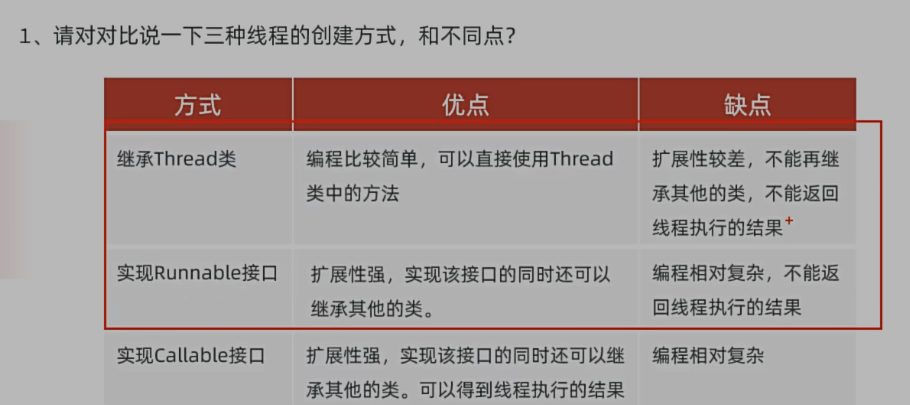 1、请对对比说一下三种线程的创建方式，和不同点？
方式 优点 缺点
继承Thread类
编程比较简单，可以直接使用Thread
类中的方法
扩展性较差，不能再继
承其他的类，不能返回
线程执行的结果
实现Runnable接口
扩展性强，实现该接口的同时还可以
继承其他的类。
编程相对复杂，不能返
回线程执行的结果
实现Callable接口
扩展性强，实现该接口的同时还可以继
承其他的类。可以得到线程执行的结果
编程相对复杂